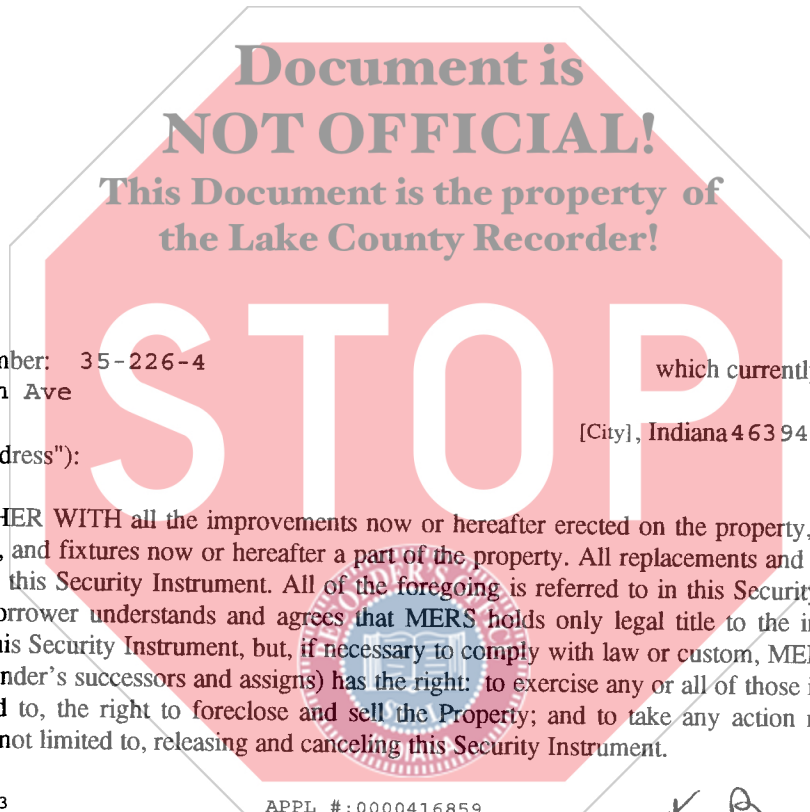 Document is
NOT OFFICIAL!
This Document is the property of
the Lake County Recorder!
STOP
mber: 35-226-4
which currentl
n Ave
[City], Indiana 46394
dress"):
HER WITH all the improvements now or hereafter erected on the property,
, and fixtures now or hereafter a part of the property. All replacements and
this Security Instrument. All of the foregoing is referred to in this Security
orrower understands and agrees that MERS holds only legal title to the in
is Security Instrument, but, if necessary to comply with law or custom, MER
nder's successors and assigns) has the right: to exercise any or all of those i
d to, the right to foreclose and sell the Property; and to take any action r
not limited to, releasing and canceling this Security Instrument.
3
APPL #:0000416859